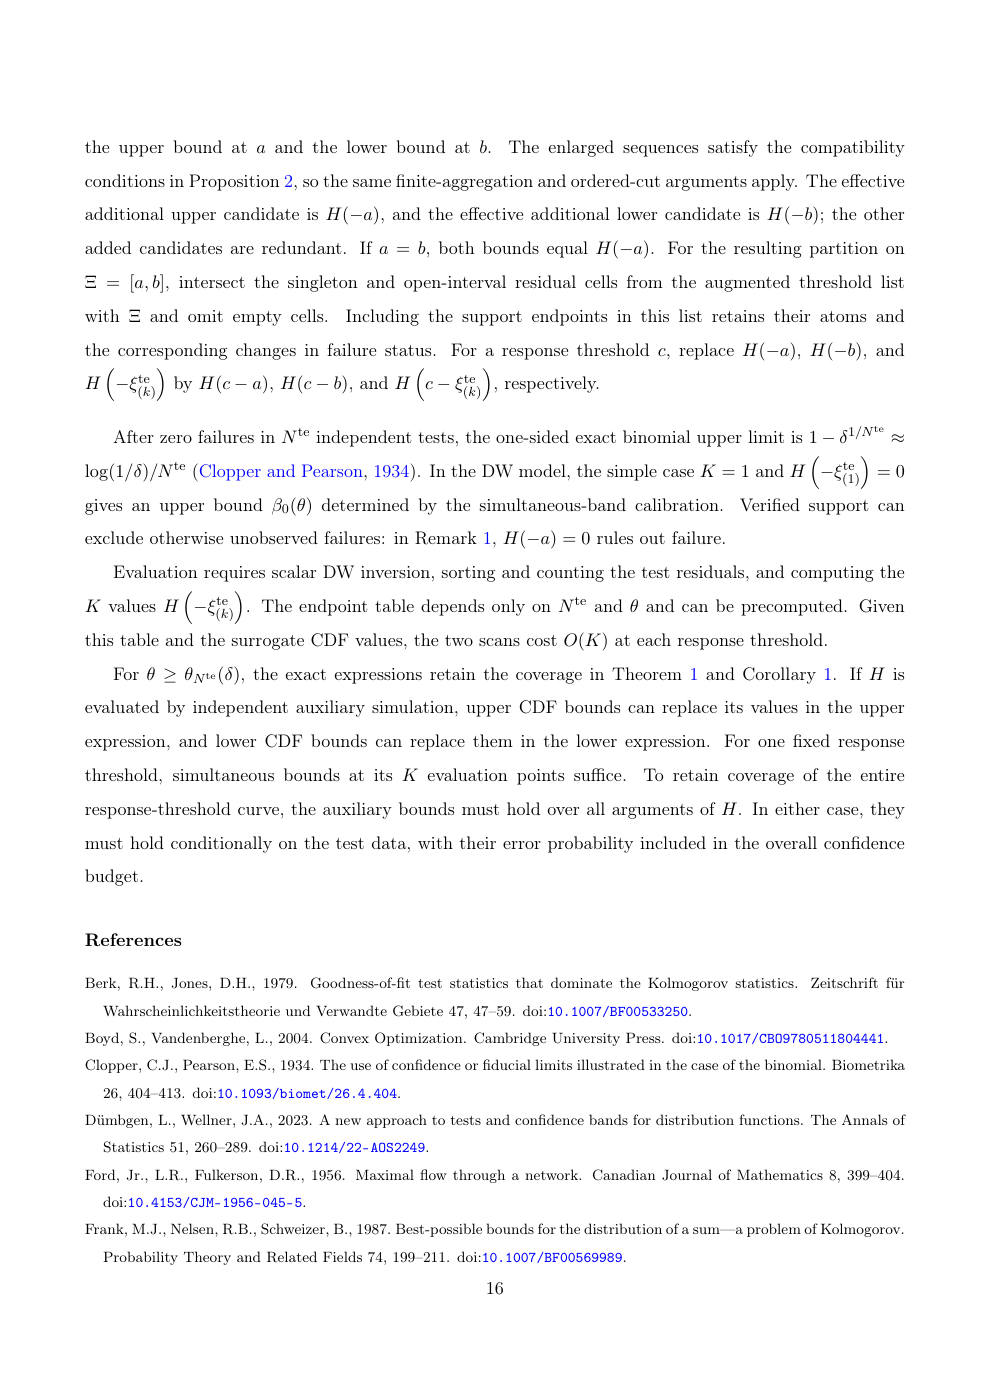 the upper bound at a and the lower bound at b. The enlarged sequences satisfy the compatibility
conditions in Proposition 2, so the same finite-aggregation and ordered-cut arguments apply. The effective
additional upper candidate is H(−a), and the effective additional lower candidate is H(−b); the other
added candidates are redundant. If a = b, both bounds equal H(−a). For the resulting partition on
Ξ = [a, b], intersect the singleton and open-interval residual cells from the augmented threshold list
with Ξ and omit empty cells. Including the support endpoints in this list retains their atoms and
the corresponding changes in failure status. For a response threshold c, replace H(−a), H(−b), and
H(−ξ^te_(k)) by H(c − a), H(c − b), and H(c − ξ^te_(k)), respectively.
After zero failures in N^te independent tests, the one-sided exact binomial upper limit is 1 − δ^{1/N^te} ≈
log(1/δ)/N^te (Clopper and Pearson, 1934). In the DW model, the simple case K = 1 and H(−ξ^te_(1)) = 0
gives an upper bound β₀(θ) determined by the simultaneous-band calibration. Verified support can
exclude otherwise unobserved failures: in Remark 1, H(−a) = 0 rules out failure.
Evaluation requires scalar DW inversion, sorting and counting the test residuals, and computing the
K values H(−ξ^te_(k)). The endpoint table depends only on N^te and θ and can be precomputed. Given
this table and the surrogate CDF values, the two scans cost O(K) at each response threshold.
For θ ≥ θ_{N^te}(δ), the exact expressions retain the coverage in Theorem 1 and Corollary 1. If H is
evaluated by independent auxiliary simulation, upper CDF bounds can replace its values in the upper
expression, and lower CDF bounds can replace them in the lower expression. For one fixed response
threshold, simultaneous bounds at its K evaluation points suffice. To retain coverage of the entire
response-threshold curve, the auxiliary bounds must hold over all arguments of H. In either case, they
must hold conditionally on the test data, with their error probability included in the overall confidence
budget.
References
Berk, R.H., Jones, D.H., 1979. Goodness-of-fit test statistics that dominate the Kolmogorov statistics. Zeitschrift für
Wahrscheinlichkeitstheorie und Verwandte Gebiete 47, 47–59. doi:10.1007/BF00533250.
Boyd, S., Vandenberghe, L., 2004. Convex Optimization. Cambridge University Press. doi:10.1017/CBO9780511804441.
Clopper, C.J., Pearson, E.S., 1934. The use of confidence or fiducial limits illustrated in the case of the binomial. Biometrika
26, 404–413. doi:10.1093/biomet/26.4.404.
Dümbgen, L., Wellner, J.A., 2023. A new approach to tests and confidence bands for distribution functions. The Annals of
Statistics 51, 260–289. doi:10.1214/22-AOS2249.
Ford, Jr., L.R., Fulkerson, D.R., 1956. Maximal flow through a network. Canadian Journal of Mathematics 8, 399–404.
doi:10.4153/CJM-1956-045-5.
Frank, M.J., Nelsen, R.B., Schweizer, B., 1987. Best-possible bounds for the distribution of a sum—a problem of Kolmogorov.
Probability Theory and Related Fields 74, 199–211. doi:10.1007/BF00569989.
16